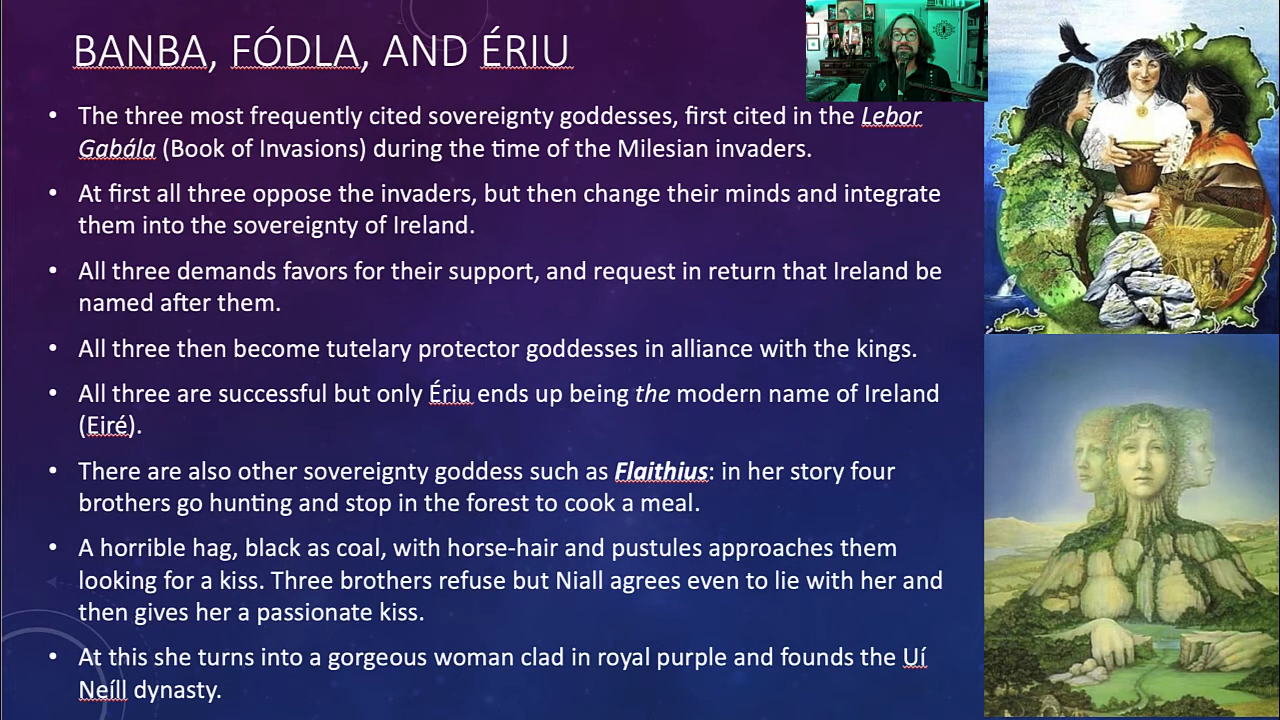 BANBA, FÓDLA, AND ÉRIU
• The three most frequently cited sovereignty goddesses, first cited in the Lebor
Gabála (Book of Invasions) during the time of the Milesian invaders.
• At first all three oppose the invaders, but then change their minds and integrate
them into the sovereignty of Ireland.
• All three demands favors for their support, and request in return that Ireland be
named after them.
• All three then become tutelary protector goddesses in alliance with the kings.
• All three are successful but only Ériu ends up being the modern name of Ireland
(Eiré).
• There are also other sovereignty goddess such as Flaithius: in her story four
brothers go hunting and stop in the forest to cook a meal.
• A horrible hag, black as coal, with horse-hair and pustules approaches them
looking for a kiss. Three brothers refuse but Niall agrees even to lie with her and
then gives her a passionate kiss.
• At this she turns into a gorgeous woman clad in royal purple and founds the Uí
Neíll dynasty.